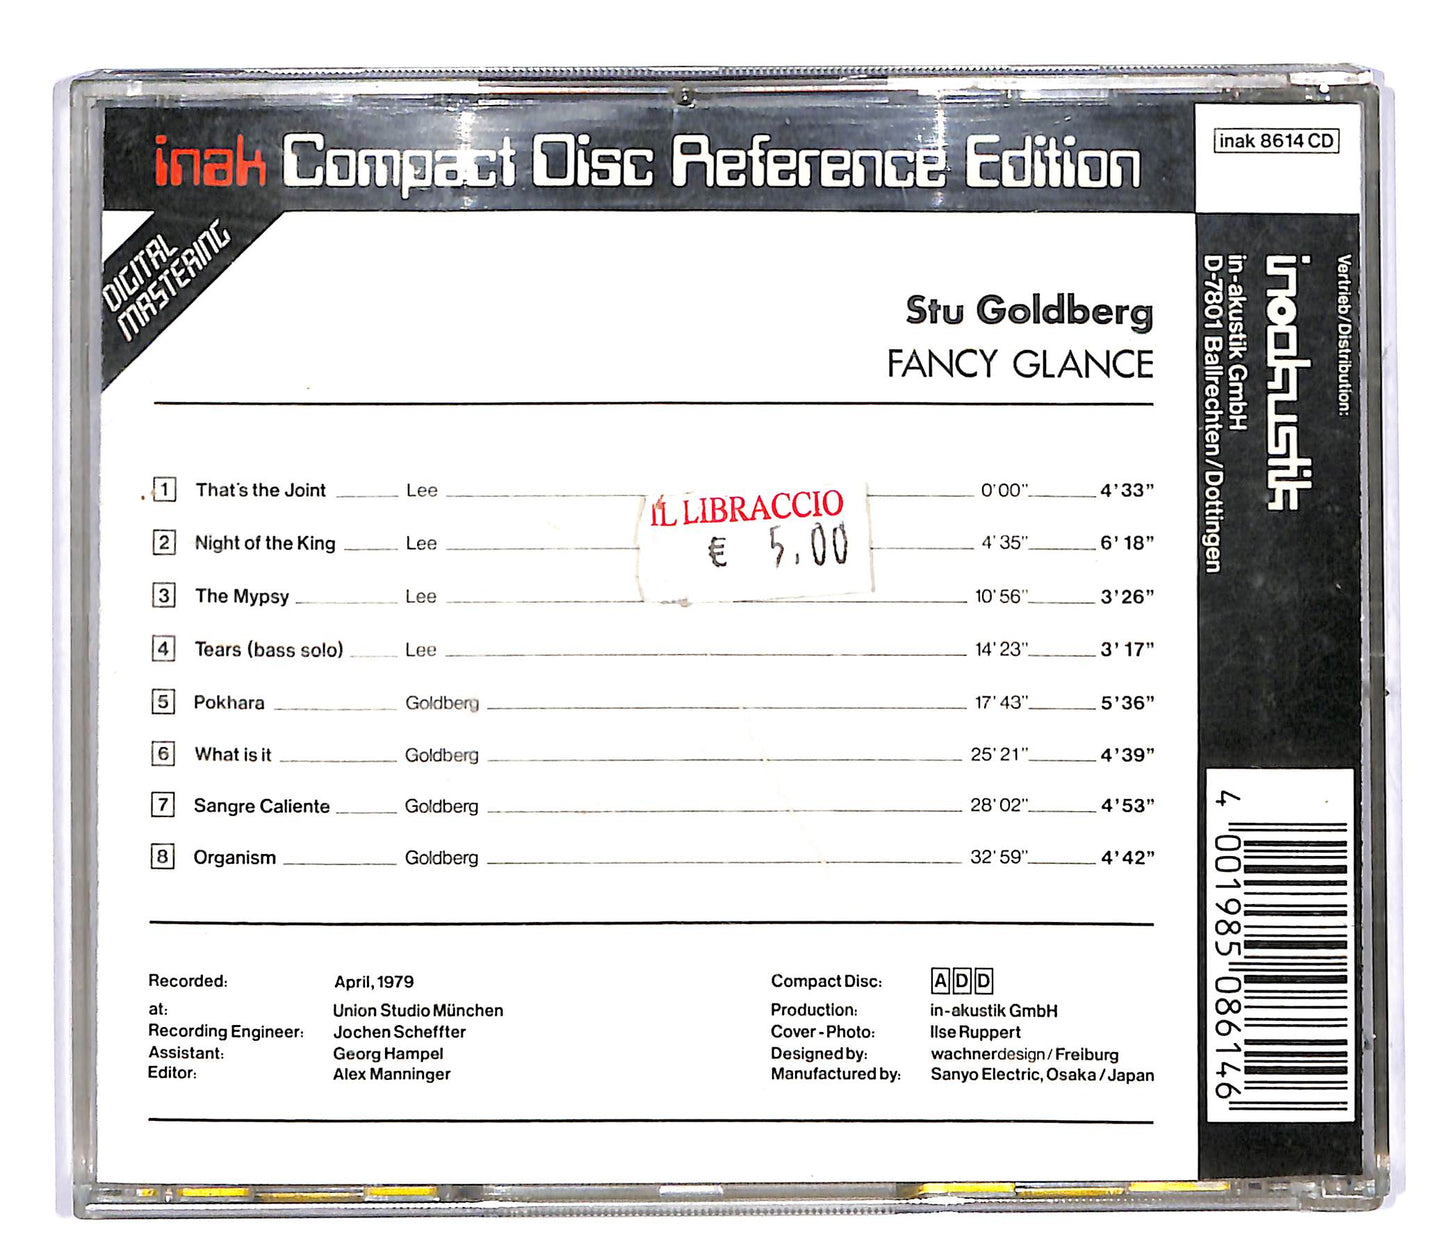 inak Compact Disc Reference Edition
inak 8614 CD
DIGITAL
MASTERING
Stu Goldberg
FANCY GLANCE
1 That's the Joint Lee 0'00" 4'33"
2 Night of the King Lee 4'35" 6'18"
3 The Mypsy Lee 10'56" 3'26"
4 Tears (bass solo) Lee 14'23" 3'17"
5 Pokhara Goldberg 17'43" 5'36"
6 What is it Goldberg 25'21" 4'39"
7 Sangre Caliente Goldberg 28'02" 4'53"
8 Organism Goldberg 32'59" 4'42"
IL LIBRACCIO
€ 5.00
Recorded: April, 1979
at: Union Studio München
Recording Engineer: Jochen Scheffter
Assistant: Georg Hampel
Editor: Alex Manninger
Compact Disc: ADD
Production: in-akustik GmbH
Cover-Photo: Ilse Ruppert
Designed by: wachnerdesign/Freiburg
Manufactured by: Sanyo Electric, Osaka/Japan
Vertrieb/Distribution:
inakustik
in-akustik GmbH
D-7801 Ballrechten/Dottingen
4 001985 086146